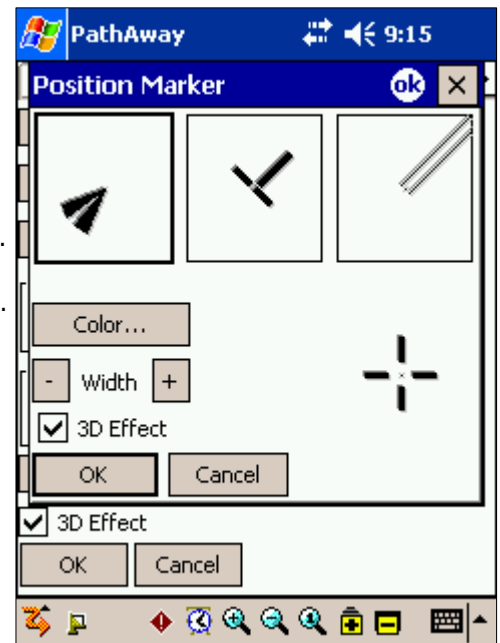 PathAway 9:15
Position Marker ok
Color...
- Width +
3D Effect
OK Cancel
3D Effect
OK Cancel